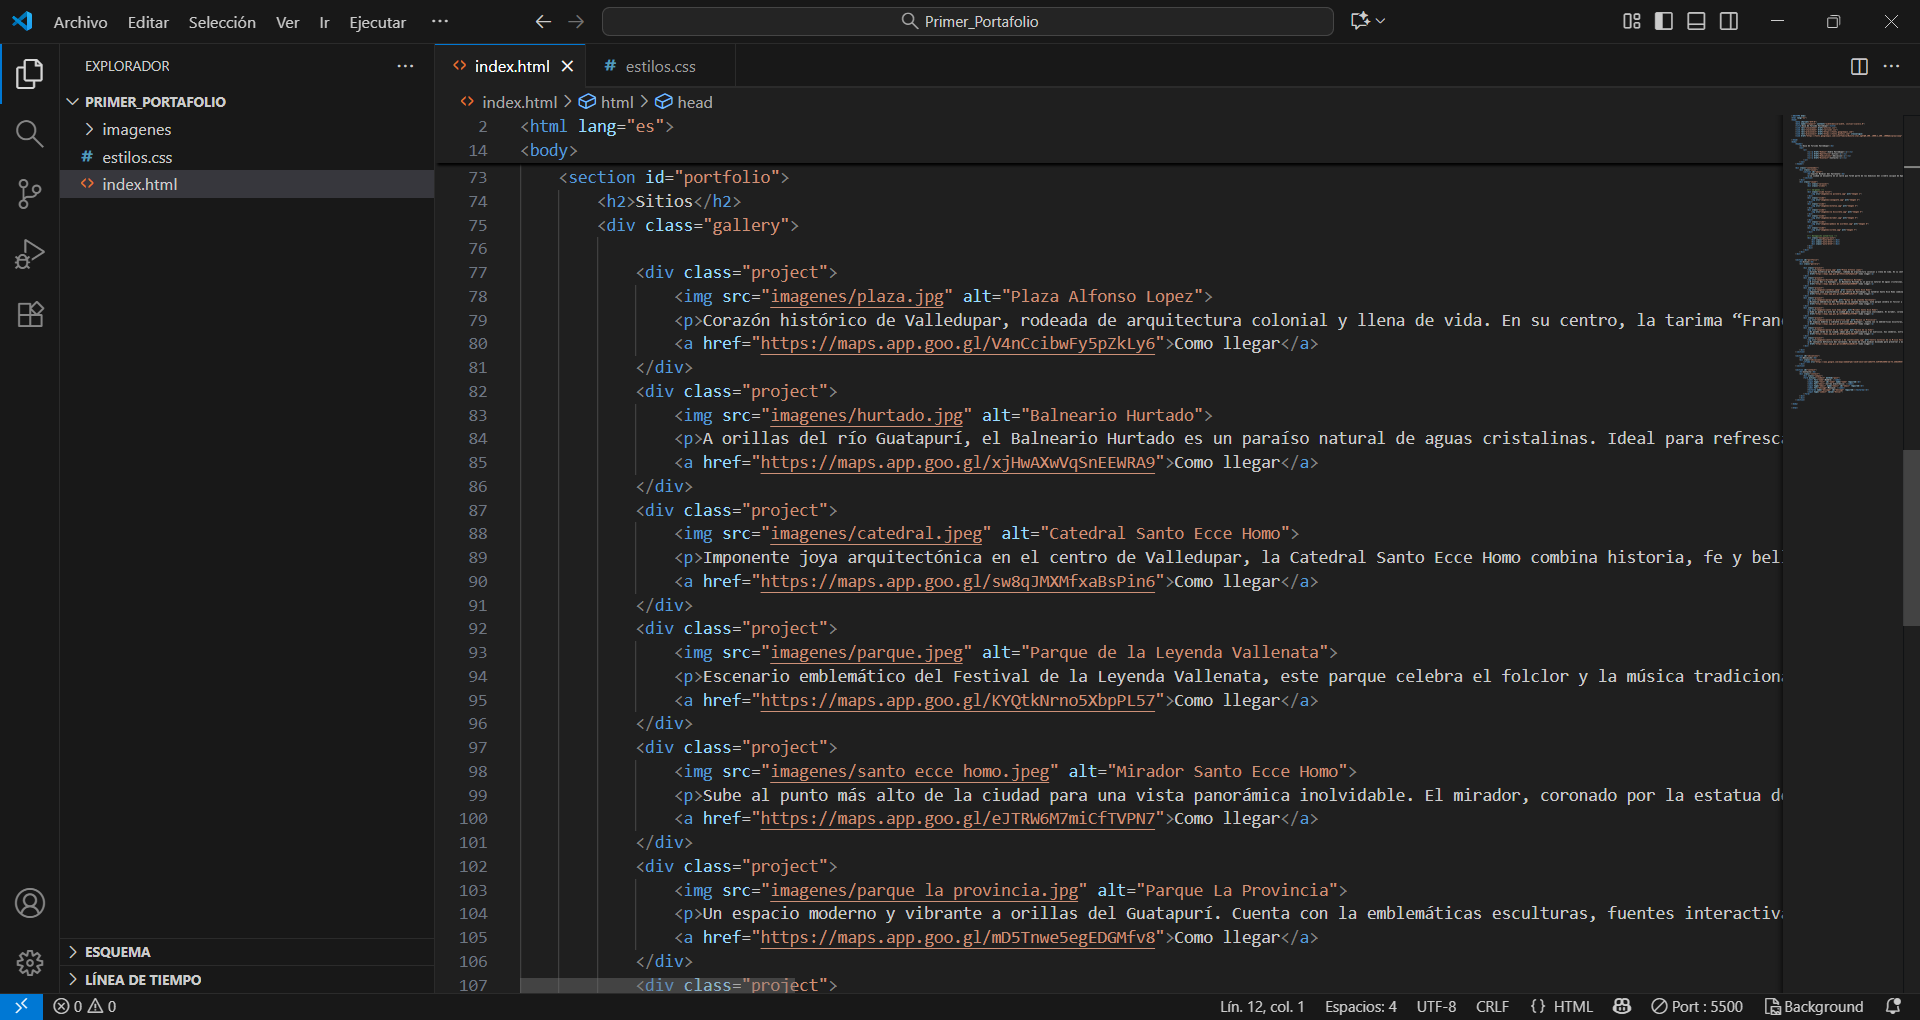 Archivo Editar Selección Ver Ir Ejecutar ··· Primer_Portafolio
EXPLORADOR ···
PRIMER_PORTAFOLIO
imagenes
# estilos.css
<> index.html
ESQUEMA
LÍNEA DE TIEMPO
<> index.html # estilos.css
<> index.html > html > head
2 <html lang="es">
14 <body>
73 <section id="portfolio">
74 <h2>Sitios</h2>
75 <div class="gallery">
76
77 <div class="project">
78 <img src="imagenes/plaza.jpg" alt="Plaza Alfonso Lopez">
79 <p>Corazón histórico de Valledupar, rodeada de arquitectura colonial y llena de vida. En su centro, la tarima “Fran
80 <a href="https://maps.app.goo.gl/V4nCcibwFy5pZkLy6">Como llegar</a>
81 </div>
82 <div class="project">
83 <img src="imagenes/hurtado.jpg" alt="Balneario Hurtado">
84 <p>A orillas del río Guatapurí, el Balneario Hurtado es un paraíso natural de aguas cristalinas. Ideal para refresca
85 <a href="https://maps.app.goo.gl/xjHwAXwVqSnEEWRA9">Como llegar</a>
86 </div>
87 <div class="project">
88 <img src="imagenes/catedral.jpeg" alt="Catedral Santo Ecce Homo">
89 <p>Imponente joya arquitectónica en el centro de Valledupar, la Catedral Santo Ecce Homo combina historia, fe y bel
90 <a href="https://maps.app.goo.gl/sw8qJMXMfxaBsPin6">Como llegar</a>
91 </div>
92 <div class="project">
93 <img src="imagenes/parque.jpeg" alt="Parque de la Leyenda Vallenata">
94 <p>Escenario emblemático del Festival de la Leyenda Vallenata, este parque celebra el folclor y la música tradicion
95 <a href="https://maps.app.goo.gl/KYQtkNrno5XbpPL57">Como llegar</a>
96 </div>
97 <div class="project">
98 <img src="imagenes/santo ecce homo.jpeg" alt="Mirador Santo Ecce Homo">
99 <p>Sube al punto más alto de la ciudad para una vista panorámica inolvidable. El mirador, coronado por la estatua d
100 <a href="https://maps.app.goo.gl/eJTRW6M7miCfTVPN7">Como llegar</a>
101 </div>
102 <div class="project">
103 <img src="imagenes/parque la provincia.jpg" alt="Parque La Provincia">
104 <p>Un espacio moderno y vibrante a orillas del Guatapurí. Cuenta con la emblemáticas esculturas, fuentes interactiv
105 <a href="https://maps.app.goo.gl/mD5Tnwe5egEDGMfv8">Como llegar</a>
106 </div>
107 <div class="project">
0 0 Lín. 12, col. 1 Espacios: 4 UTF-8 CRLF {} HTML Port : 5500 Background